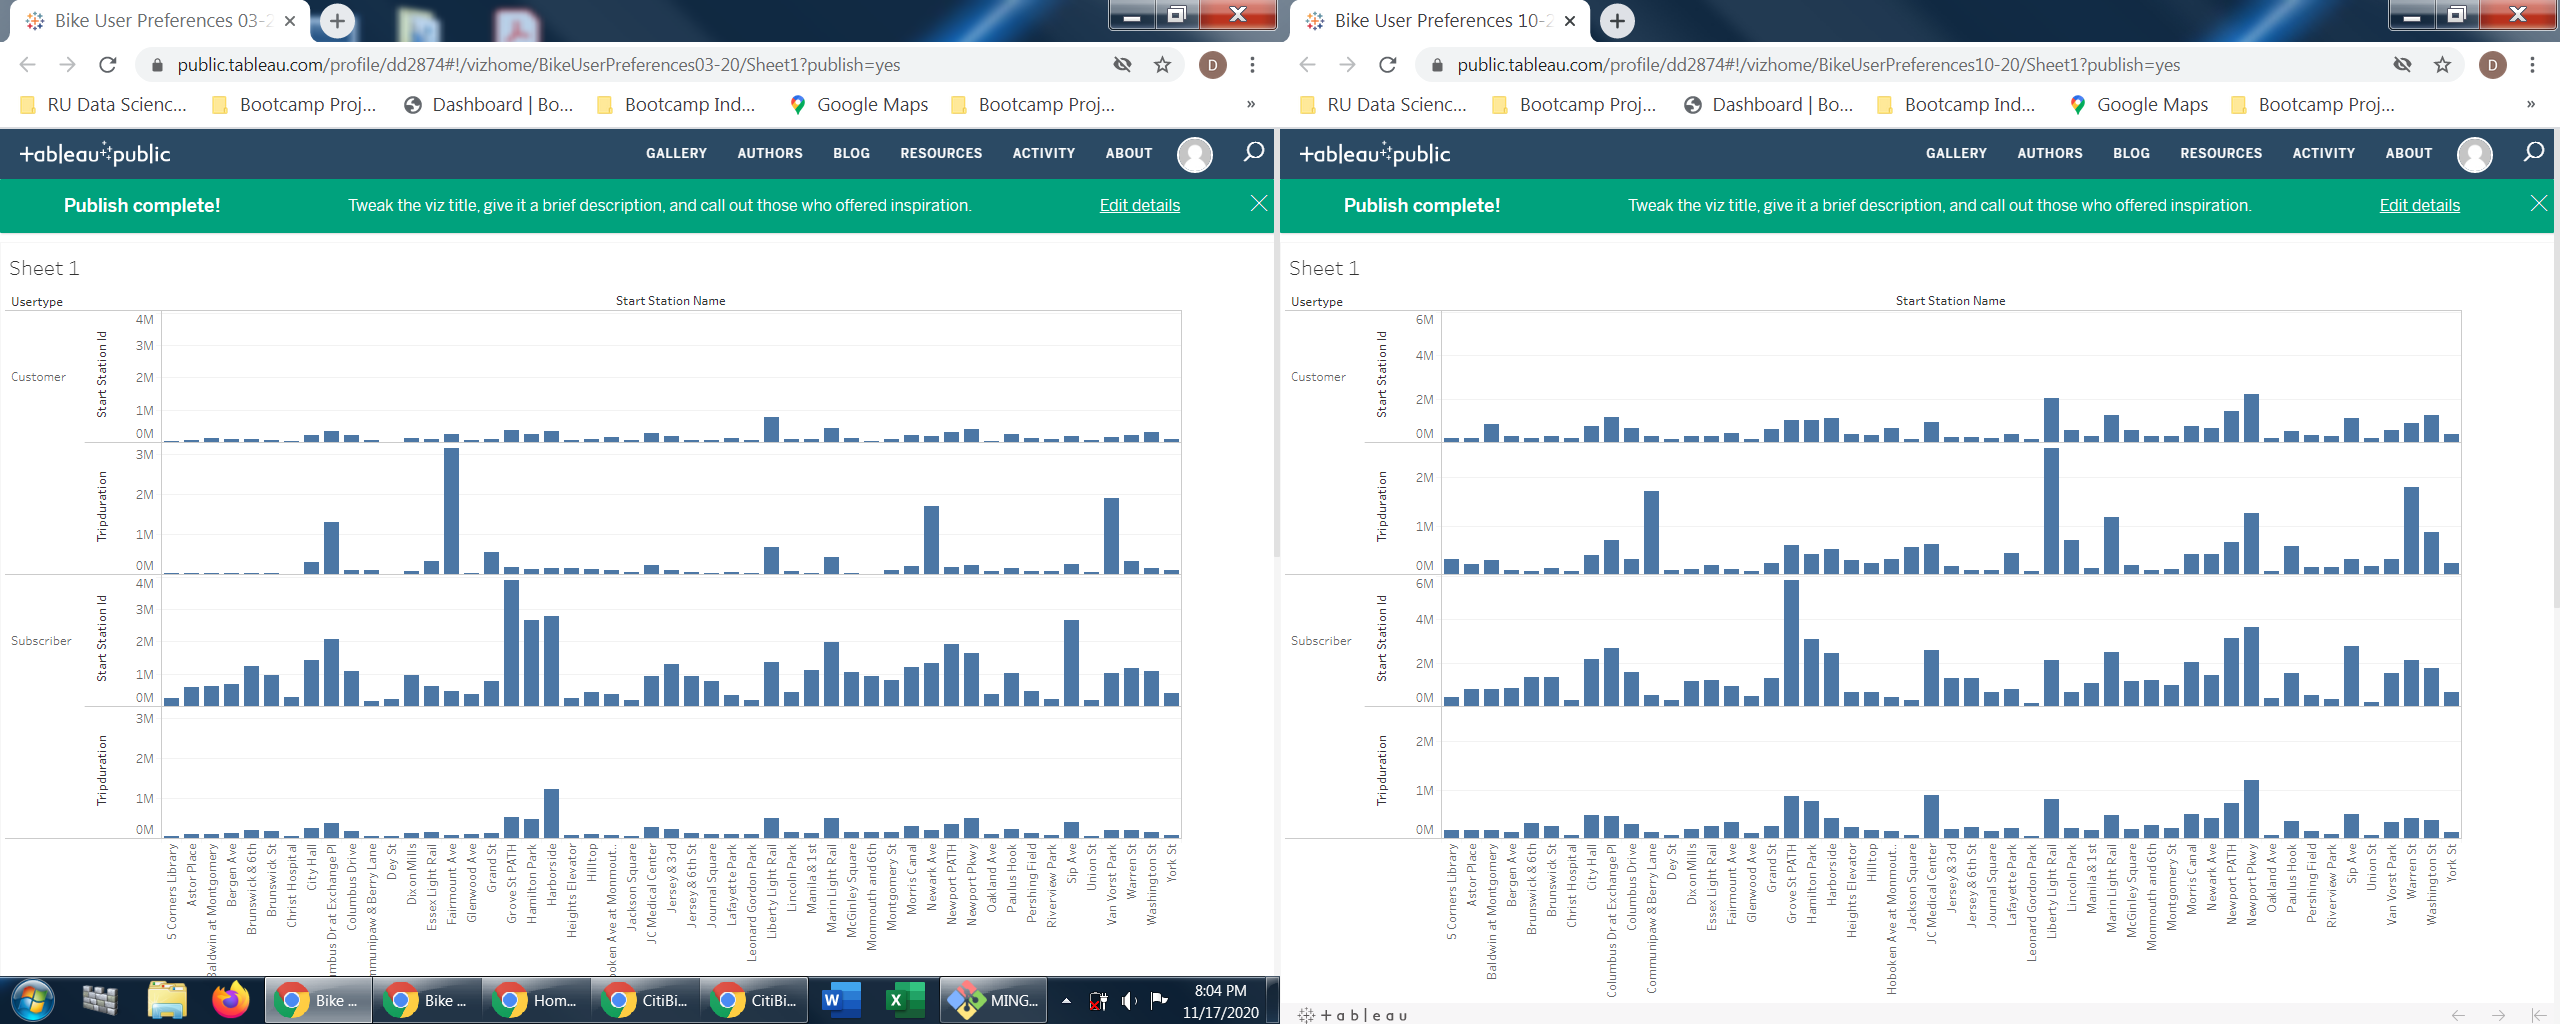 Bike User Preferences 03-2
public.tableau.com/profile/dd2874#!/vizhome/BikeUserPreferences03-20/Sheet1?publish=yes
D
RU Data Scienc...
Bootcamp Proj...
Dashboard | Bo...
Bootcamp Ind...
Google Maps
Bootcamp Proj...
»
+ableau public
GALLERY
AUTHORS
BLOG
RESOURCES
ACTIVITY
ABOUT
Publish complete!
Tweak the viz title, give it a brief description, and call out those who offered inspiration.
Edit details
Sheet 1
Usertype
Start Station Name
Customer
Start Station Id
4M
3M
2M
1M
0M
Tripduration
3M
2M
1M
0M
Subscriber
Start Station Id
4M
3M
2M
1M
0M
Tripduration
3M
2M
1M
0M
5 Corners Library
Astor Place
Baldwin at Montgomery
Bergen Ave
Brunswick & 6th
Brunswick St
Christ Hospital
City Hall
umbus Dr at Exchange Pl
Columbus Drive
mmunipaw & Berry Lane
Dey St
Dixon Mills
Essex Light Rail
Fairmount Ave
Glenwood Ave
Grand St
Grove St PATH
Hamilton Park
Harborside
Heights Elevator
Hilltop
oken Ave at Monmout..
Jackson Square
JC Medical Center
Jersey & 3rd
Jersey & 6th St
Journal Square
Lafayette Park
Leonard Gordon Park
Liberty Light Rail
Lincoln Park
Manila & 1st
Marin Light Rail
McGinley Square
Monmouth and 6th
Montgomery St
Morris Canal
Newark Ave
Newport PATH
Newport Pkwy
Oakland Ave
Paulus Hook
Pershing Field
Riverview Park
Sip Ave
Union St
Van Vorst Park
Warren St
Washington St
York St
Bike ...
Bike ...
Hom...
CitiBi...
CitiBi...
MING...
8:04 PM
11/17/2020
Bike User Preferences 10-2
public.tableau.com/profile/dd2874#!/vizhome/BikeUserPreferences10-20/Sheet1?publish=yes
D
RU Data Scienc...
Bootcamp Proj...
Dashboard | Bo...
Bootcamp Ind...
Google Maps
Bootcamp Proj...
»
+ableau public
GALLERY
AUTHORS
BLOG
RESOURCES
ACTIVITY
ABOUT
Publish complete!
Tweak the viz title, give it a brief description, and call out those who offered inspiration.
Edit details
Sheet 1
Usertype
Start Station Name
Customer
Start Station Id
6M
4M
2M
0M
Tripduration
2M
1M
0M
Subscriber
Start Station Id
6M
4M
2M
0M
Tripduration
2M
1M
0M
5 Corners Library
Astor Place
Baldwin at Montgomery
Bergen Ave
Brunswick & 6th
Brunswick St
Christ Hospital
City Hall
Columbus Dr at Exchange Pl
Columbus Drive
Communipaw & Berry Lane
Dey St
Dixon Mills
Essex Light Rail
Fairmount Ave
Glenwood Ave
Grand St
Grove St PATH
Hamilton Park
Harborside
Heights Elevator
Hilltop
Hoboken Ave at Monmout..
Jackson Square
JC Medical Center
Jersey & 3rd
Jersey & 6th St
Journal Square
Lafayette Park
Leonard Gordon Park
Liberty Light Rail
Lincoln Park
Manila & 1st
Marin Light Rail
McGinley Square
Monmouth and 6th
Montgomery St
Morris Canal
Newark Ave
Newport PATH
Newport Pkwy
Oakland Ave
Paulus Hook
Pershing Field
Riverview Park
Sip Ave
Union St
Van Vorst Park
Warren St
Washington St
York St
+ableau